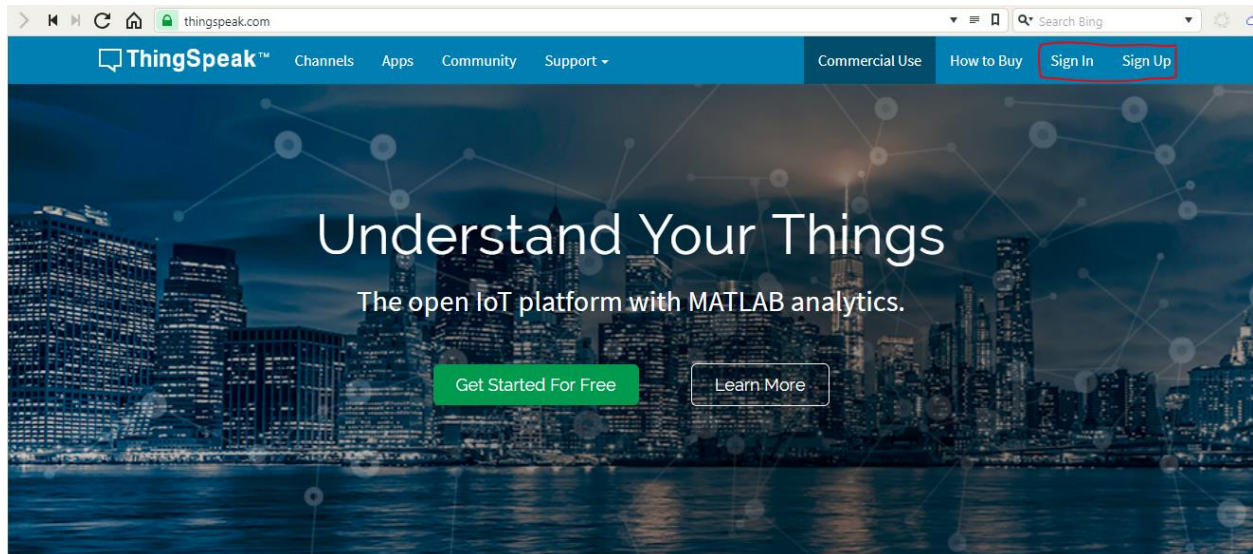 thingspeak.com Search Bing
ThingSpeak™ Channels Apps Community Support Commercial Use How to Buy Sign In Sign Up
Understand Your Things
The open IoT platform with MATLAB analytics.
Get Started For Free Learn More